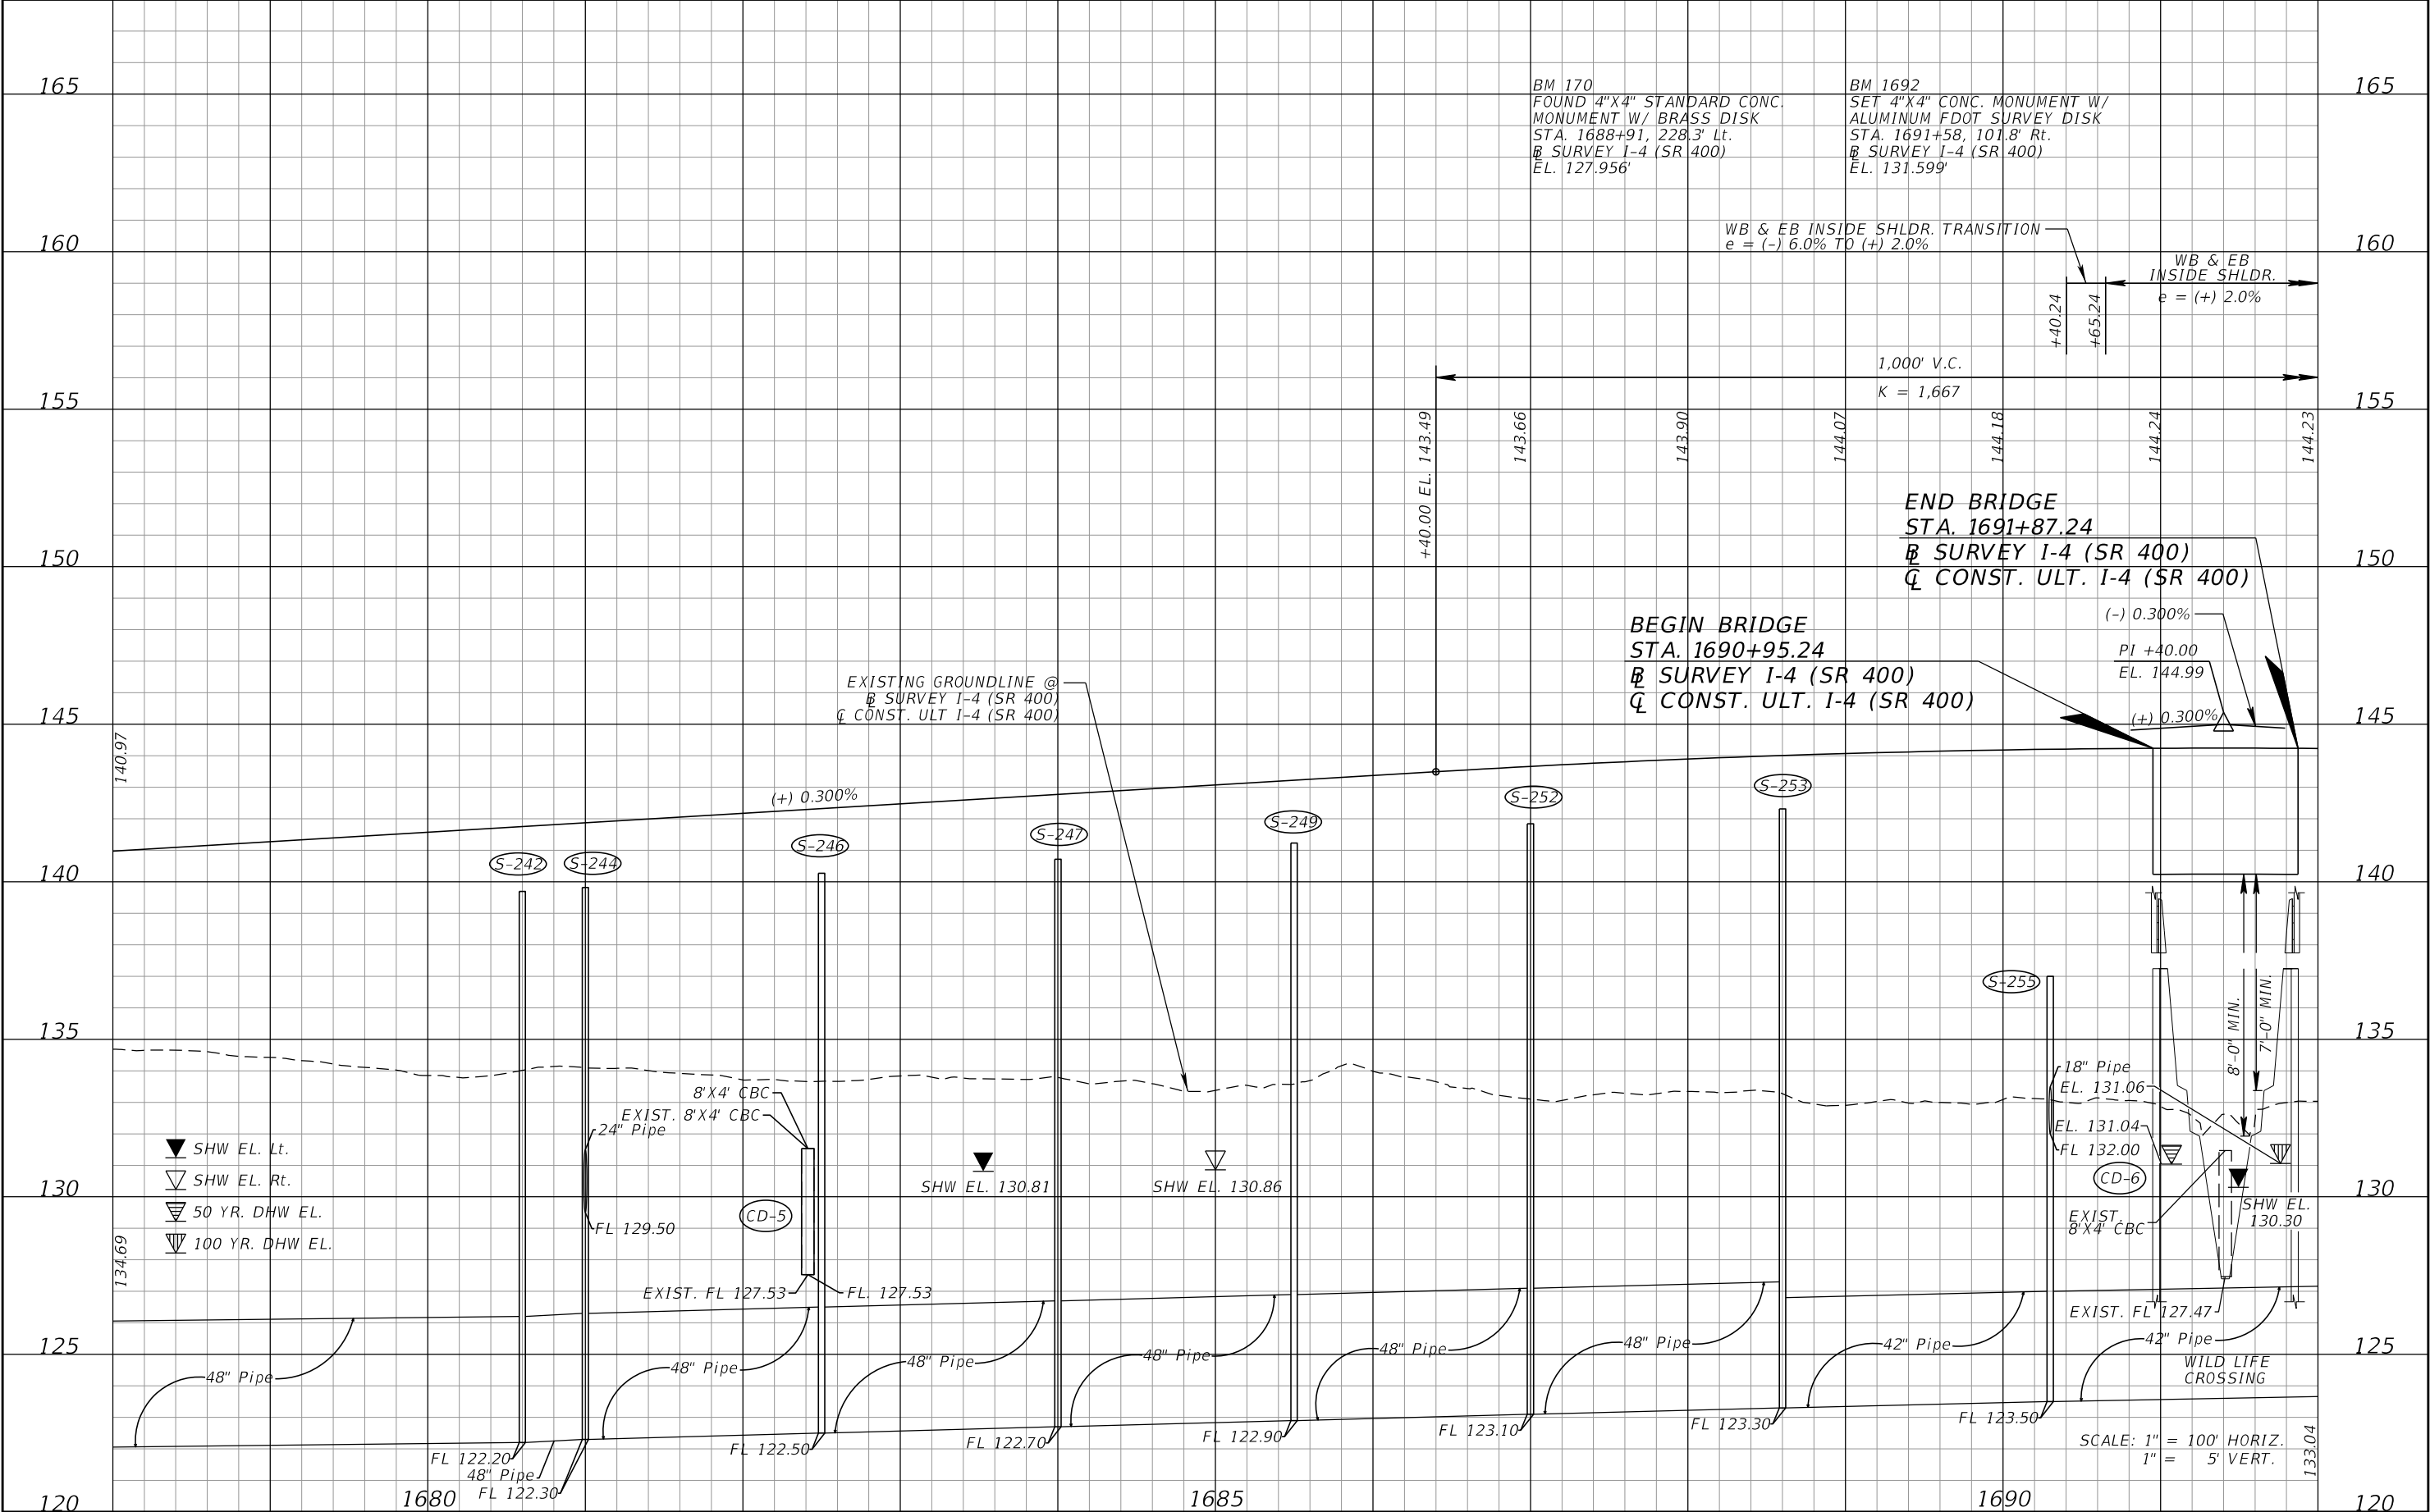 165
160
155
150
145
140
135
130
125
120
165
160
155
150
145
140
135
130
125
120
BM 170
FOUND 4"X4" STANDARD CONC.
MONUMENT W/ BRASS DISK
STA. 1688+91, 228.3' Lt.
℄ SURVEY I-4 (SR 400)
EL. 127.956'
BM 1692
SET 4"X4" CONC. MONUMENT W/
ALUMINUM FDOT SURVEY DISK
STA. 1691+58, 101.8' Rt.
℄ SURVEY I-4 (SR 400)
EL. 131.599'
WB & EB INSIDE SHLDR. TRANSITION
e = (-) 6.0% TO (+) 2.0%
WB & EB
INSIDE SHLDR.
e = (+) 2.0%
+40.24
+65.24
1,000' V.C.
K = 1,667
+40.00 EL. 143.49
143.66
143.90
144.07
144.18
144.24
144.23
END BRIDGE
STA. 1691+87.24
℄ SURVEY I-4 (SR 400)
℄ CONST. ULT. I-4 (SR 400)
BEGIN BRIDGE
STA. 1690+95.24
℄ SURVEY I-4 (SR 400)
℄ CONST. ULT. I-4 (SR 400)
(-) 0.300%
PI +40.00
EL. 144.99
(+) 0.300%
EXISTING GROUNDLINE @
℄ SURVEY I-4 (SR 400)
℄ CONST. ULT I-4 (SR 400)
140.97
(+) 0.300%
S-242
S-244
S-246
S-247
S-249
S-252
S-253
S-255
8'-0" MIN.
7'-0" MIN.
8'X4' CBC
EXIST. 8'X4' CBC
24" Pipe
18" Pipe
EL. 131.06
EL. 131.04
FL 132.00
SHW EL. Lt.
SHW EL. Rt.
50 YR. DHW EL.
100 YR. DHW EL.
SHW EL. 130.81
SHW EL. 130.86
CD-5
CD-6
FL 129.50
SHW EL.
130.30
EXIST.
8'X4' CBC
134.69
EXIST. FL 127.53
FL. 127.53
EXIST. FL 127.47
48" Pipe
48" Pipe
48" Pipe
48" Pipe
48" Pipe
48" Pipe
42" Pipe
42" Pipe
WILD LIFE
CROSSING
FL 122.20
48" Pipe
FL 122.30
FL 122.50
FL 122.70
FL 122.90
FL 123.10
FL 123.30
FL 123.50
SCALE: 1" = 100' HORIZ.
1" = 5' VERT.
133.04
1680
1685
1690